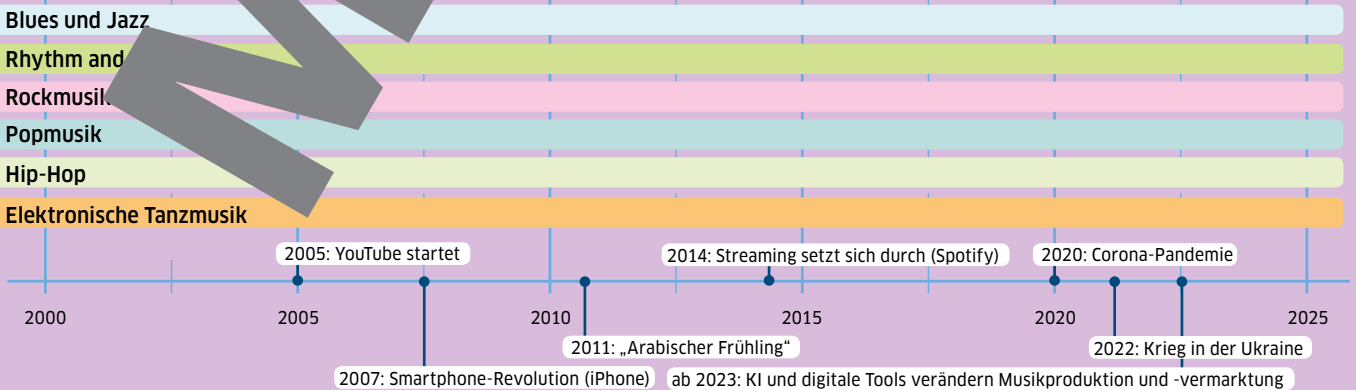 Blues und Jazz
Rhythm and
Rockmusik
Popmusik
Hip-Hop
Elektronische Tanzmusik
2005: YouTube startet
2014: Streaming setzt sich durch (Spotify)
2020: Corona-Pandemie
2000
2005
2010
2015
2020
2025
2011: „Arabischer Frühling“
2022: Krieg in der Ukraine
2007: Smartphone-Revolution (iPhone)
ab 2023: KI und digitale Tools verändern Musikproduktion und -vermarktung